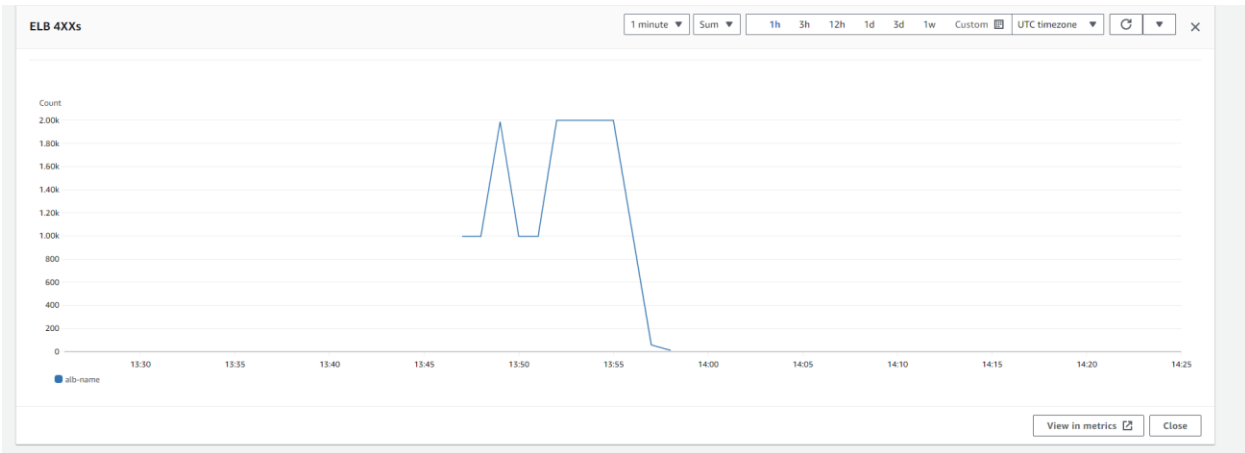 ELB 4XXs
1 minute Sum 1h 3h 12h 1d 3d 1w Custom UTC timezone
Count
2.00k
1.80k
1.60k
1.40k
1.20k
1.00k
800
600
400
200
0
13:30 13:35 13:40 13:45 13:50 13:55 14:00 14:05 14:10 14:15 14:20 14:25
alb-name
View in metrics Close